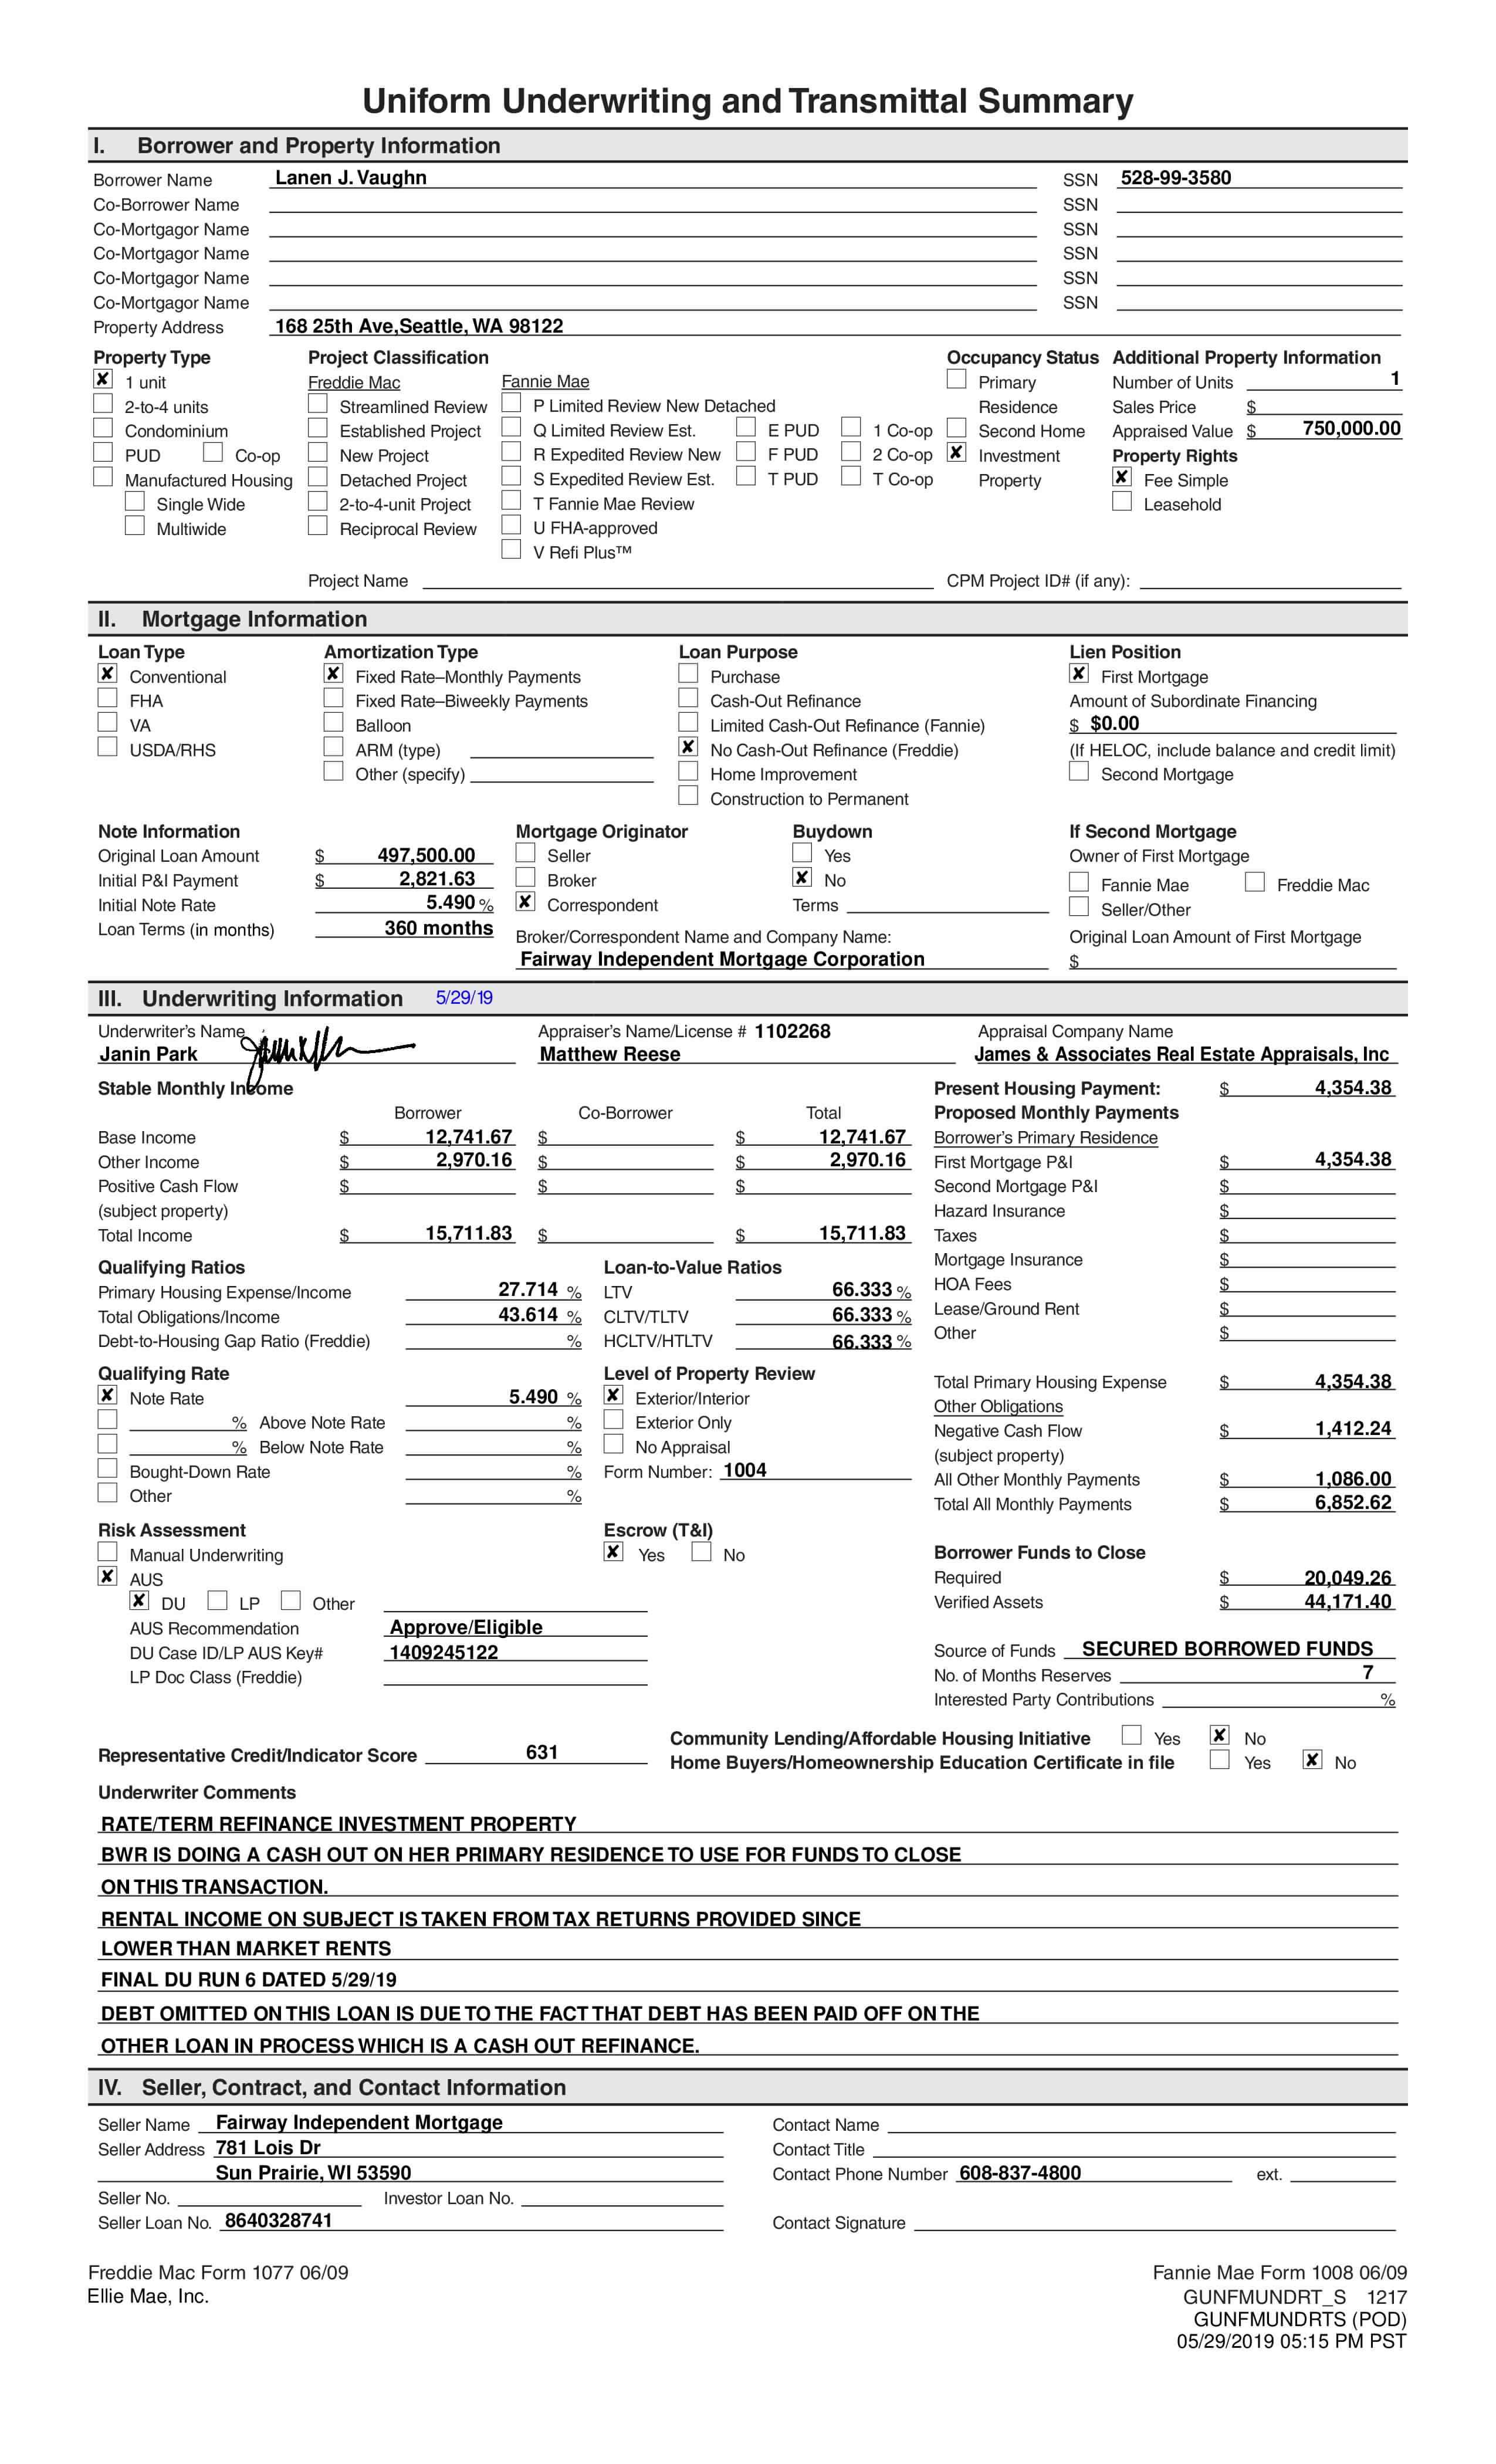 Uniform Underwriting and Transmittal Summary
I. Borrower and Property Information
Borrower Name Lanen J. Vaughn SSN 528-99-3580
Co-Borrower Name SSN
Co-Mortgagor Name SSN
Co-Mortgagor Name SSN
Co-Mortgagor Name SSN
Co-Mortgagor Name SSN
Property Address 168 25th Ave,Seattle, WA 98122
Property Type Project Classification Occupancy Status Additional Property Information
✘ 1 unit Freddie Mac Fannie Mae Primary Number of Units 1
2-to-4 units Streamlined Review P Limited Review New Detached Residence Sales Price $
Condominium Established Project Q Limited Review Est. E PUD 1 Co-op Second Home Appraised Value $ 750,000.00
PUD Co-op New Project R Expedited Review New F PUD 2 Co-op ✘ Investment Property Rights
Manufactured Housing Detached Project S Expedited Review Est. T PUD T Co-op Property ✘ Fee Simple
Single Wide 2-to-4-unit Project T Fannie Mae Review Leasehold
Multiwide Reciprocal Review U FHA-approved
V Refi Plus™
Project Name CPM Project ID# (if any):
II. Mortgage Information
Loan Type Amortization Type Loan Purpose Lien Position
✘ Conventional ✘ Fixed Rate–Monthly Payments Purchase ✘ First Mortgage
FHA Fixed Rate–Biweekly Payments Cash-Out Refinance Amount of Subordinate Financing
VA Balloon Limited Cash-Out Refinance (Fannie) $ $0.00
USDA/RHS ARM (type) ✘ No Cash-Out Refinance (Freddie) (If HELOC, include balance and credit limit)
Other (specify) Home Improvement Second Mortgage
Construction to Permanent
Note Information Mortgage Originator Buydown If Second Mortgage
Original Loan Amount $ 497,500.00 Seller Yes Owner of First Mortgage
Initial P&I Payment $ 2,821.63 Broker ✘ No Fannie Mae Freddie Mac
Initial Note Rate 5.490 % ✘ Correspondent Terms Seller/Other
Loan Terms (in months) 360 months Broker/Correspondent Name and Company Name: Original Loan Amount of First Mortgage
Fairway Independent Mortgage Corporation $
III. Underwriting Information 5/29/19
Underwriter's Name Appraiser's Name/License # 1102268 Appraisal Company Name
Janin Park Matthew Reese James & Associates Real Estate Appraisals, Inc
Stable Monthly Income Present Housing Payment: $ 4,354.38
Borrower Co-Borrower Total Proposed Monthly Payments
Base Income $ 12,741.67 $ $ 12,741.67 Borrower's Primary Residence
Other Income $ 2,970.16 $ $ 2,970.16 First Mortgage P&I $ 4,354.38
Positive Cash Flow $ $ $ Second Mortgage P&I $
(subject property) Hazard Insurance $
Total Income $ 15,711.83 $ $ 15,711.83 Taxes $
Qualifying Ratios Loan-to-Value Ratios Mortgage Insurance $
Primary Housing Expense/Income 27.714 % LTV 66.333 % HOA Fees $
Total Obligations/Income 43.614 % CLTV/TLTV 66.333 % Lease/Ground Rent $
Debt-to-Housing Gap Ratio (Freddie) % HCLTV/HTLTV 66.333 % Other $
Qualifying Rate Level of Property Review Total Primary Housing Expense $ 4,354.38
✘ Note Rate 5.490 % ✘ Exterior/Interior Other Obligations
% Above Note Rate % Exterior Only Negative Cash Flow $ 1,412.24
% Below Note Rate % No Appraisal (subject property)
Bought-Down Rate % Form Number: 1004 All Other Monthly Payments $ 1,086.00
Other % Total All Monthly Payments $ 6,852.62
Risk Assessment Escrow (T&I)
Manual Underwriting ✘ Yes No Borrower Funds to Close
✘ AUS Required $ 20,049.26
✘ DU LP Other Verified Assets $ 44,171.40
AUS Recommendation Approve/Eligible
DU Case ID/LP AUS Key# 1409245122 Source of Funds SECURED BORROWED FUNDS
LP Doc Class (Freddie) No. of Months Reserves 7
Interested Party Contributions %
Community Lending/Affordable Housing Initiative Yes ✘ No
Representative Credit/Indicator Score 631 Home Buyers/Homeownership Education Certificate in file Yes ✘ No
Underwriter Comments
RATE/TERM REFINANCE INVESTMENT PROPERTY
BWR IS DOING A CASH OUT ON HER PRIMARY RESIDENCE TO USE FOR FUNDS TO CLOSE
ON THIS TRANSACTION.
RENTAL INCOME ON SUBJECT IS TAKEN FROM TAX RETURNS PROVIDED SINCE
LOWER THAN MARKET RENTS
FINAL DU RUN 6 DATED 5/29/19
DEBT OMITTED ON THIS LOAN IS DUE TO THE FACT THAT DEBT HAS BEEN PAID OFF ON THE
OTHER LOAN IN PROCESS WHICH IS A CASH OUT REFINANCE.
IV. Seller, Contract, and Contact Information
Seller Name Fairway Independent Mortgage Contact Name
Seller Address 781 Lois Dr Contact Title
Sun Prairie, WI 53590 Contact Phone Number 608-837-4800 ext.
Seller No. Investor Loan No.
Seller Loan No. 8640328741 Contact Signature
Freddie Mac Form 1077 06/09 Fannie Mae Form 1008 06/09
Ellie Mae, Inc. GUNFMUNDRT_S 1217
GUNFMUNDRTS (POD)
05/29/2019 05:15 PM PST